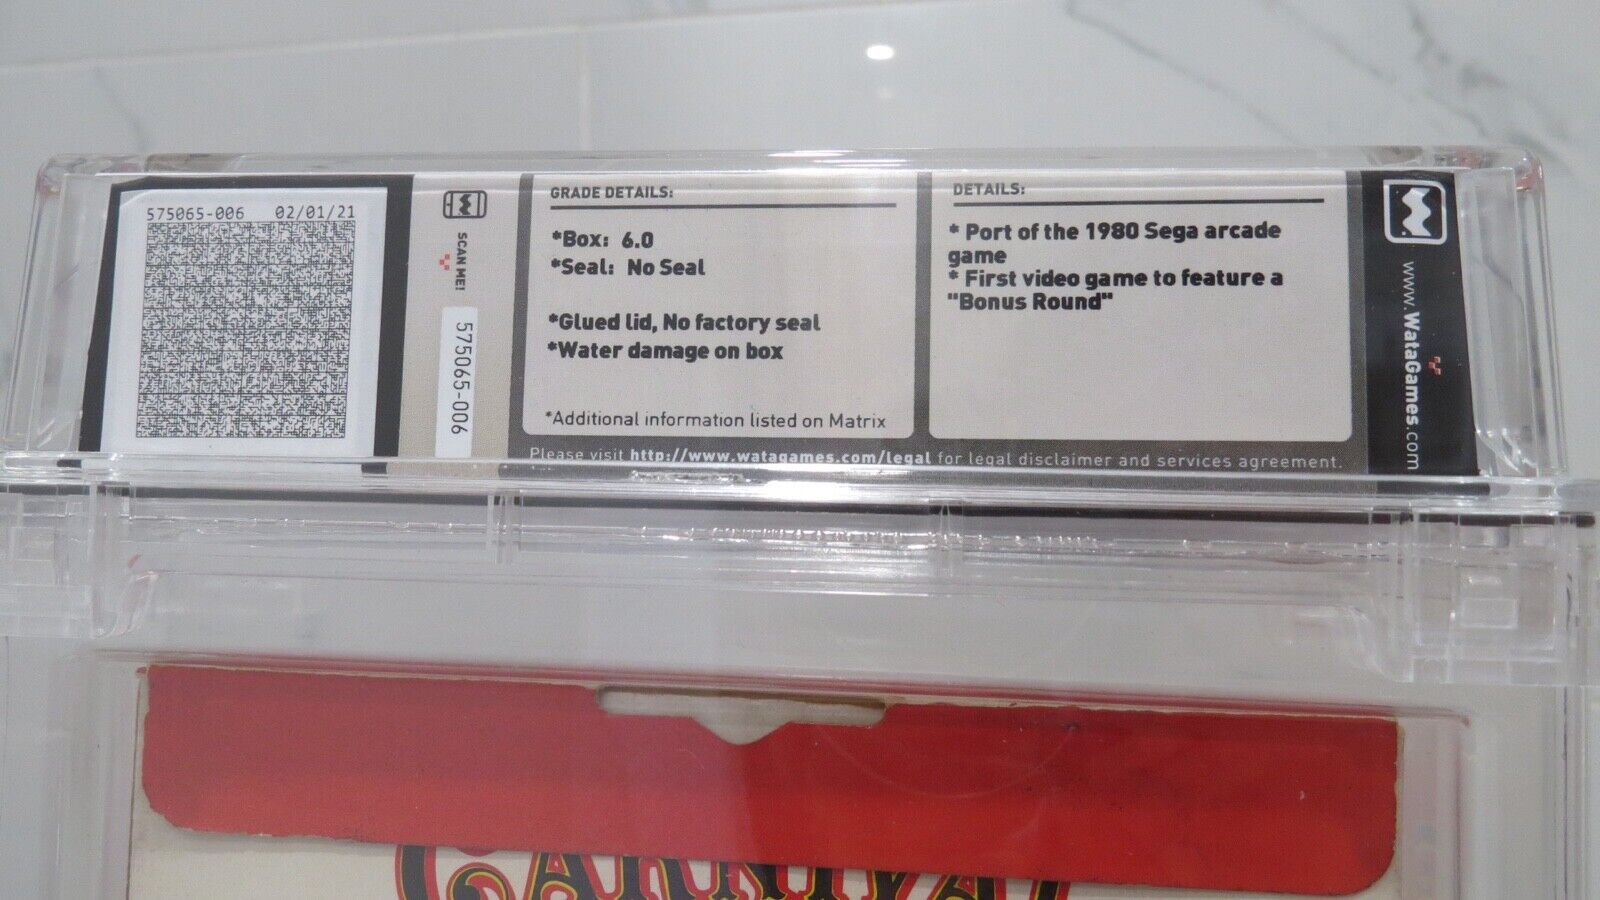 575065-006 02/01/21
SCAN ME!
575065-006
GRADE DETAILS:
*Box: 6.0
*Seal: No Seal
*Glued lid, No factory seal
*Water damage on box
*Additional information listed on Matrix
DETAILS:
* Port of the 1980 Sega arcade
game
* First video game to feature a
"Bonus Round"
Please visit http://www.watagames.com/legal for legal disclaimer and services agreement.
www.WataGames.com
CARNIVAL